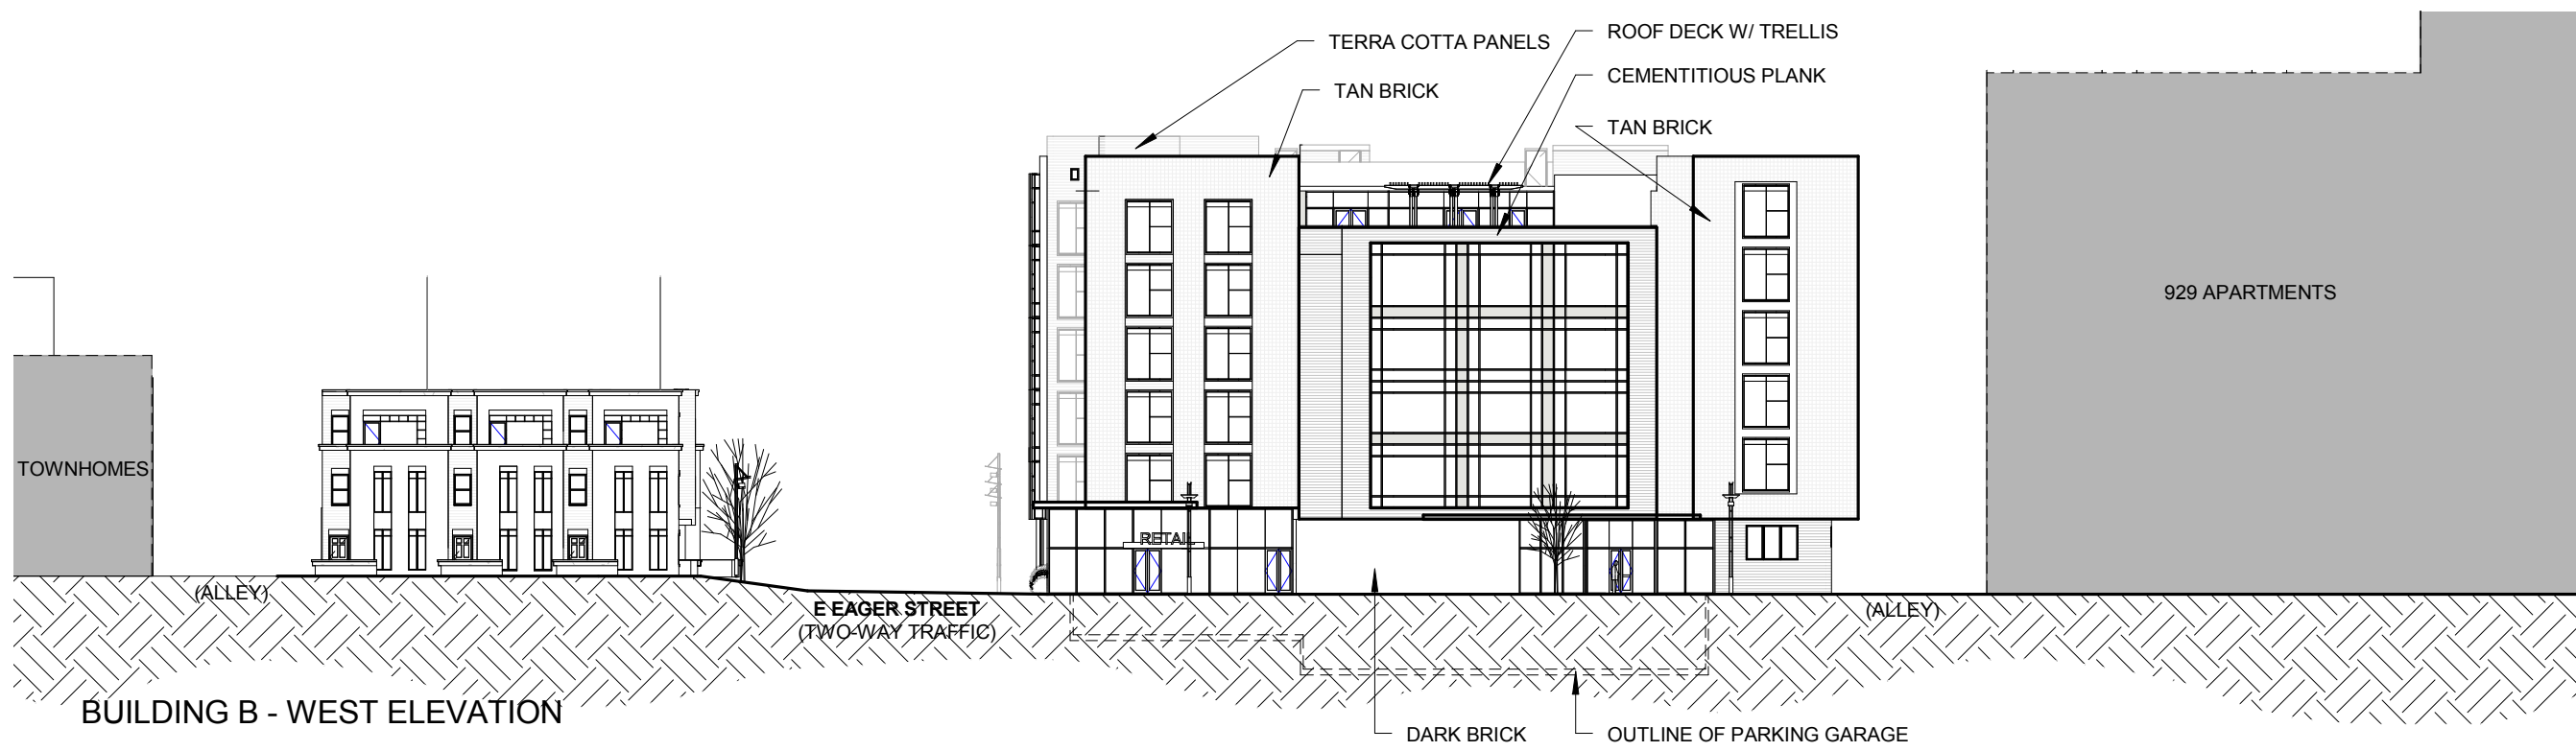 ROOF DECK W/ TRELLIS
TERRA COTTA PANELS
CEMENTITIOUS PLANK
TAN BRICK
TAN BRICK
929 APARTMENTS
TOWNHOMES
RETAIL
(ALLEY)
E EAGER STREET
(TWO-WAY TRAFFIC)
(ALLEY)
BUILDING B - WEST ELEVATION
DARK BRICK
OUTLINE OF PARKING GARAGE